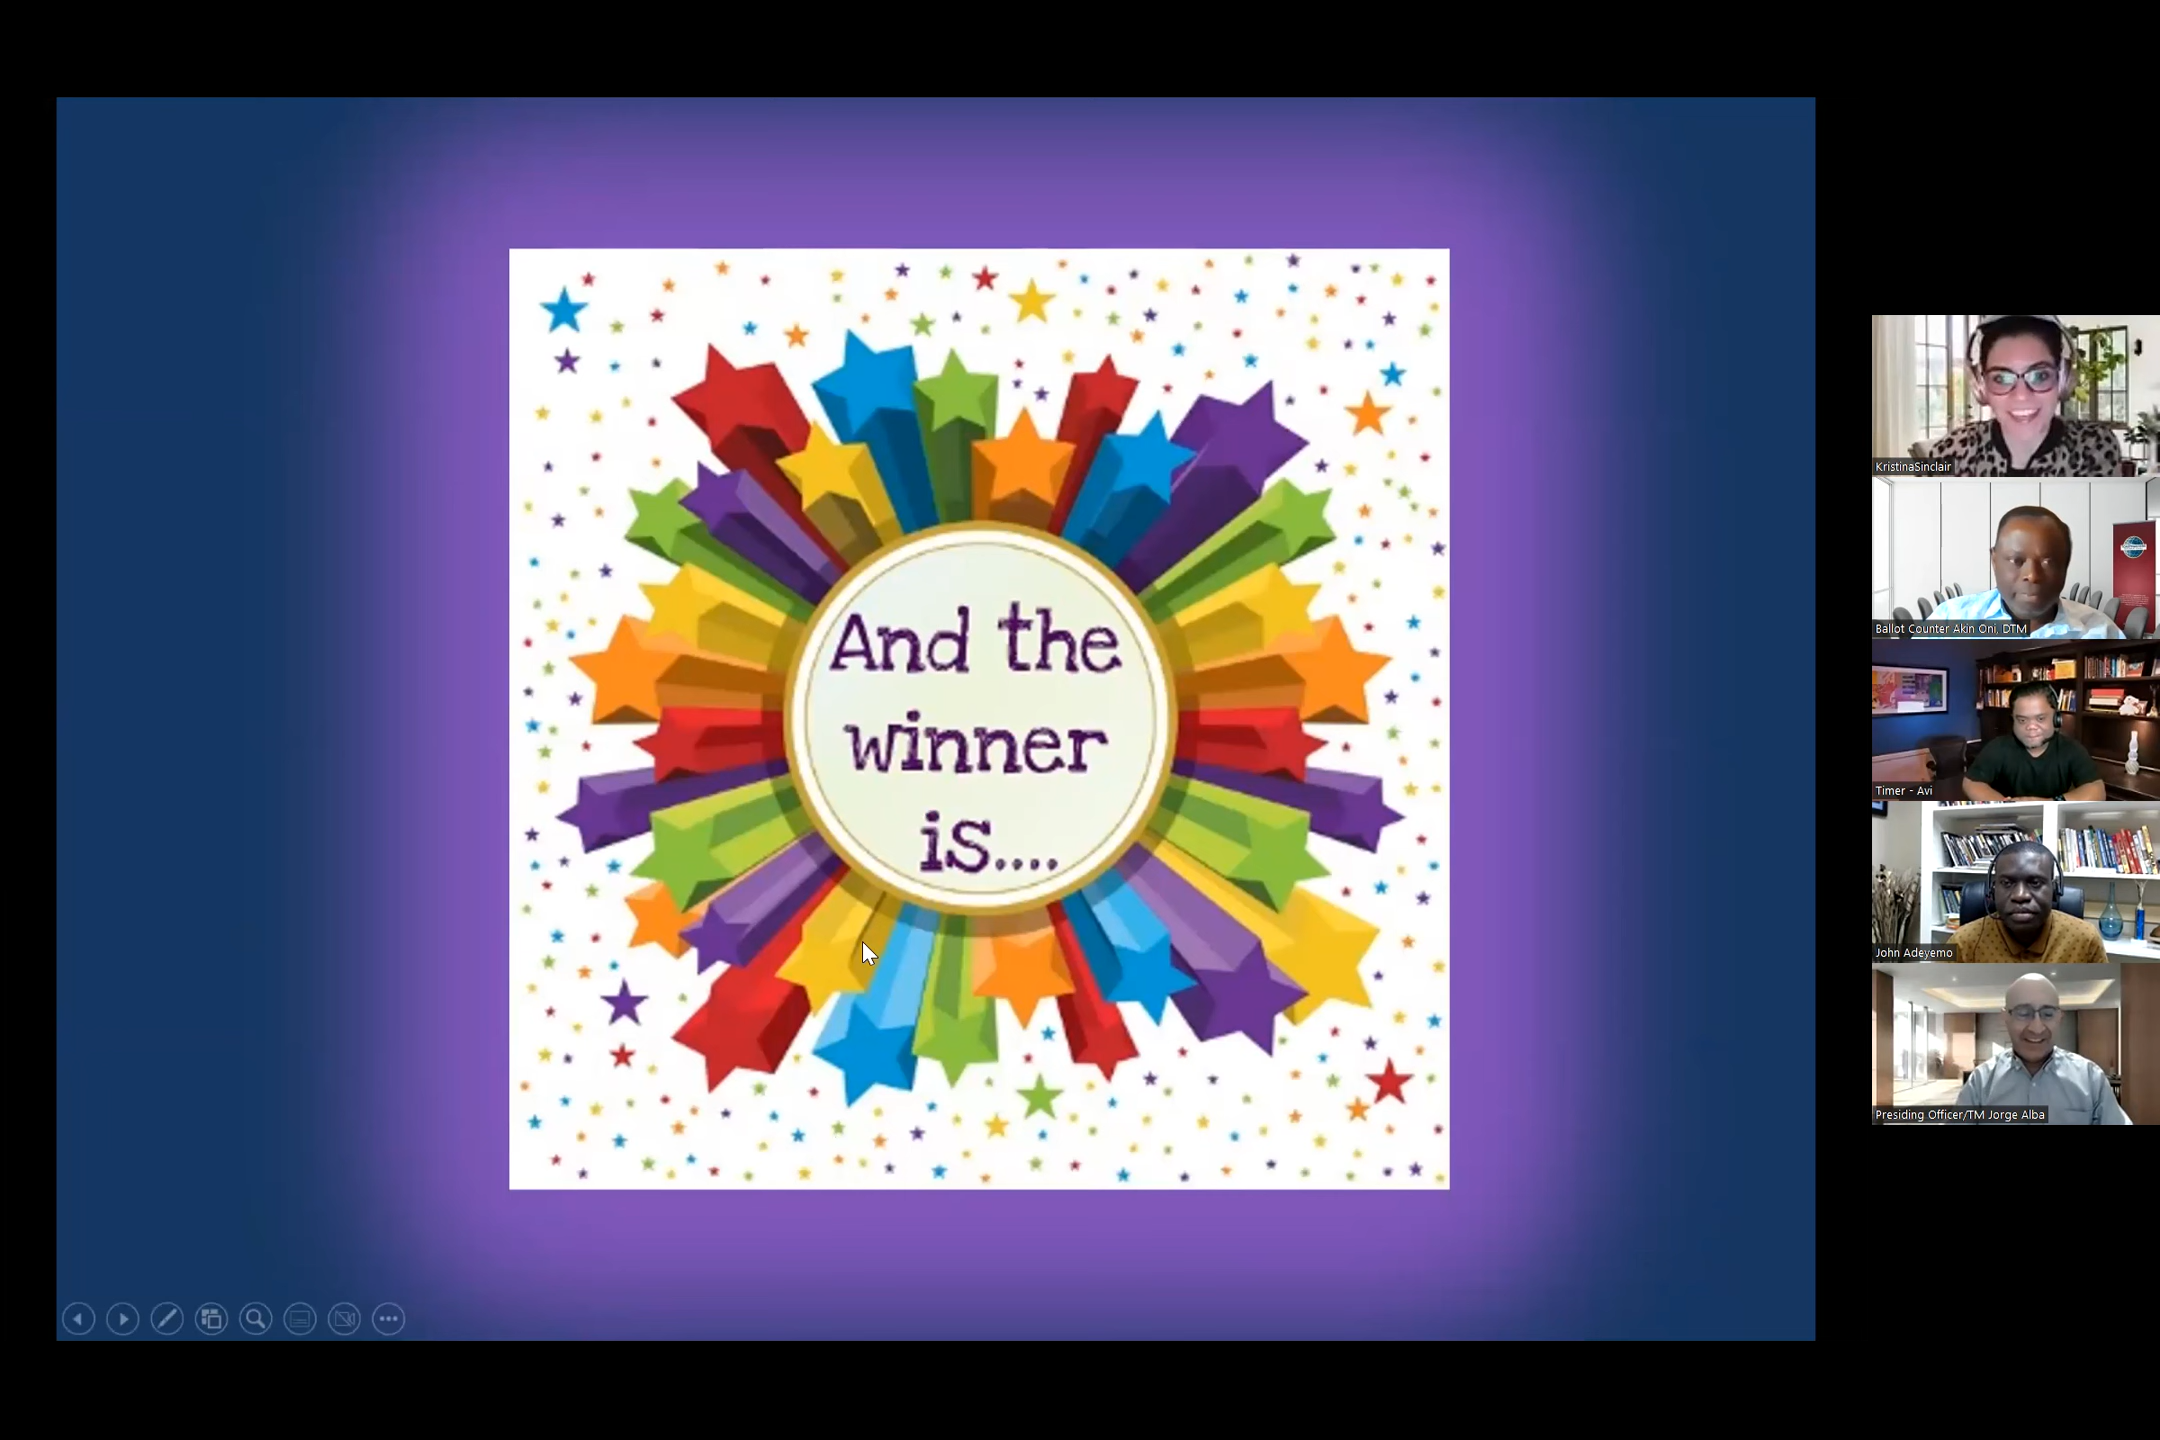 And the
winner
is....
KristinaSinclair
Ballot Counter Akin Oni, DTM
Timer - Avi
John Adeyemo
Presiding Officer/TM Jorge Alba